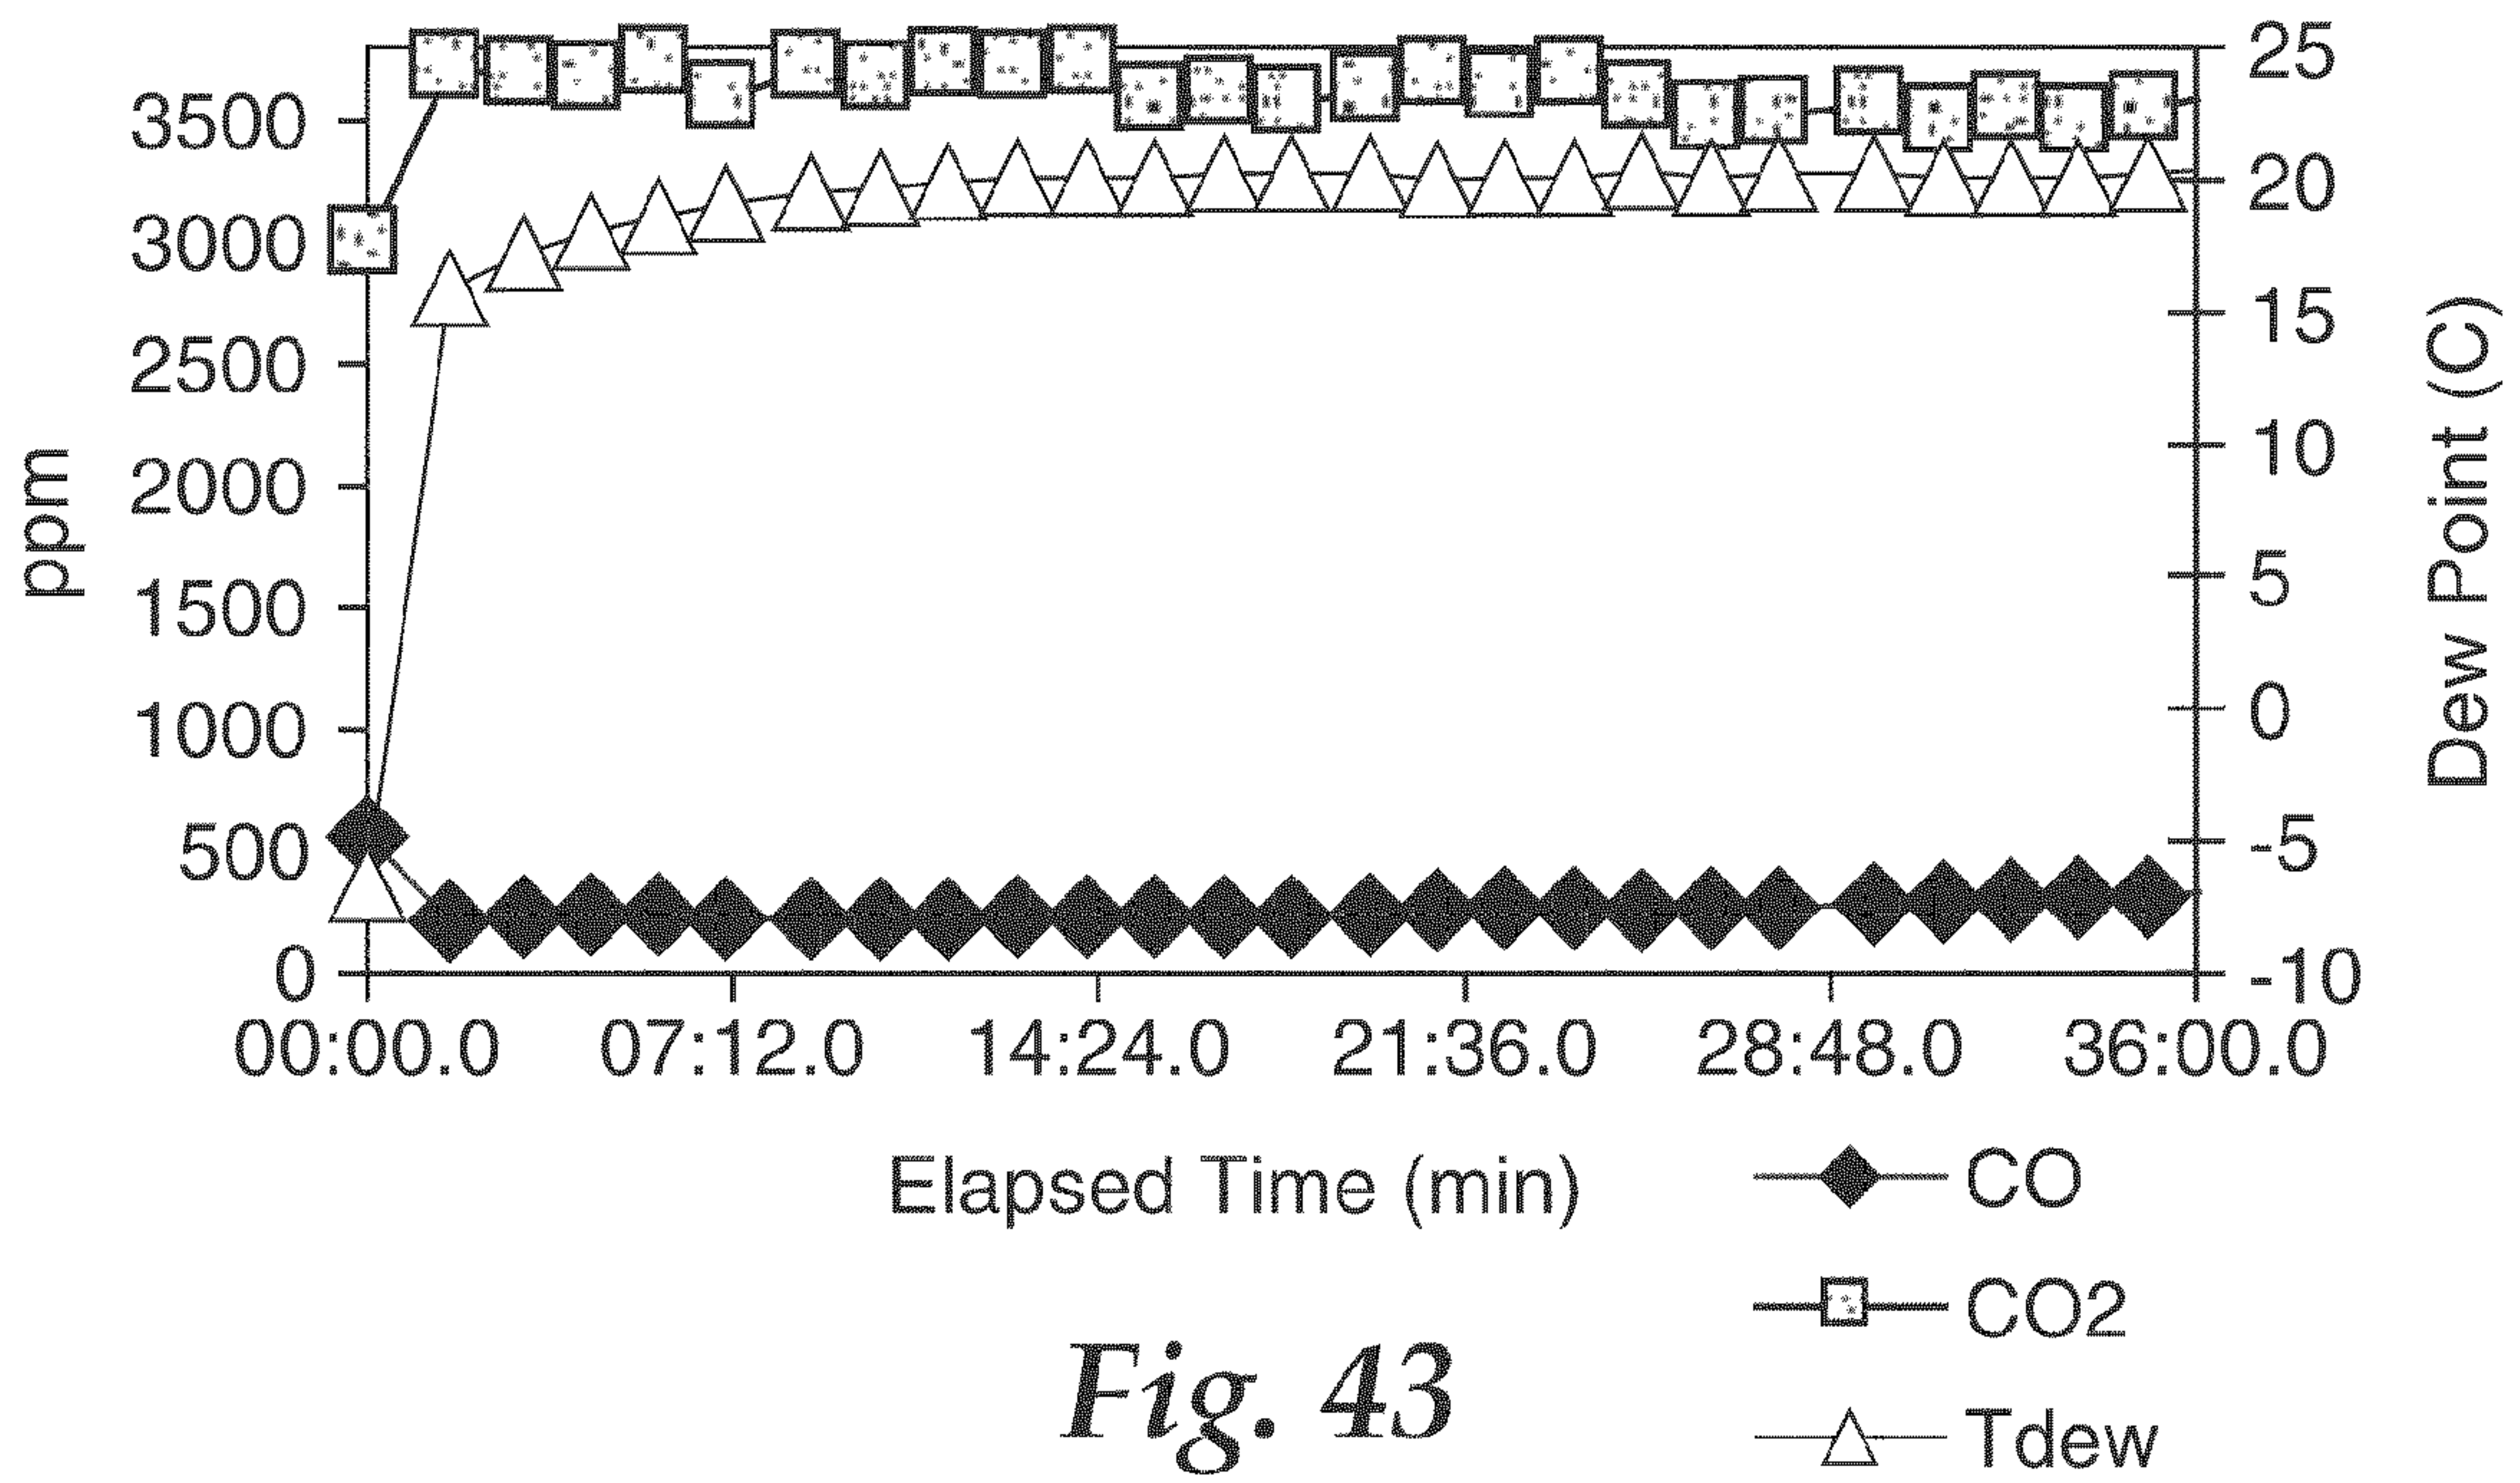 3500
3000
2500
2000
1500
1000
500
0
ppm
25
20
15
10
5
0
-5
-10
Dew Point (C)
00:00.0 07:12.0 14:24.0 21:36.0 28:48.0 36:00.0
Elapsed Time (min)
CO
CO2
Tdew
Fig. 43